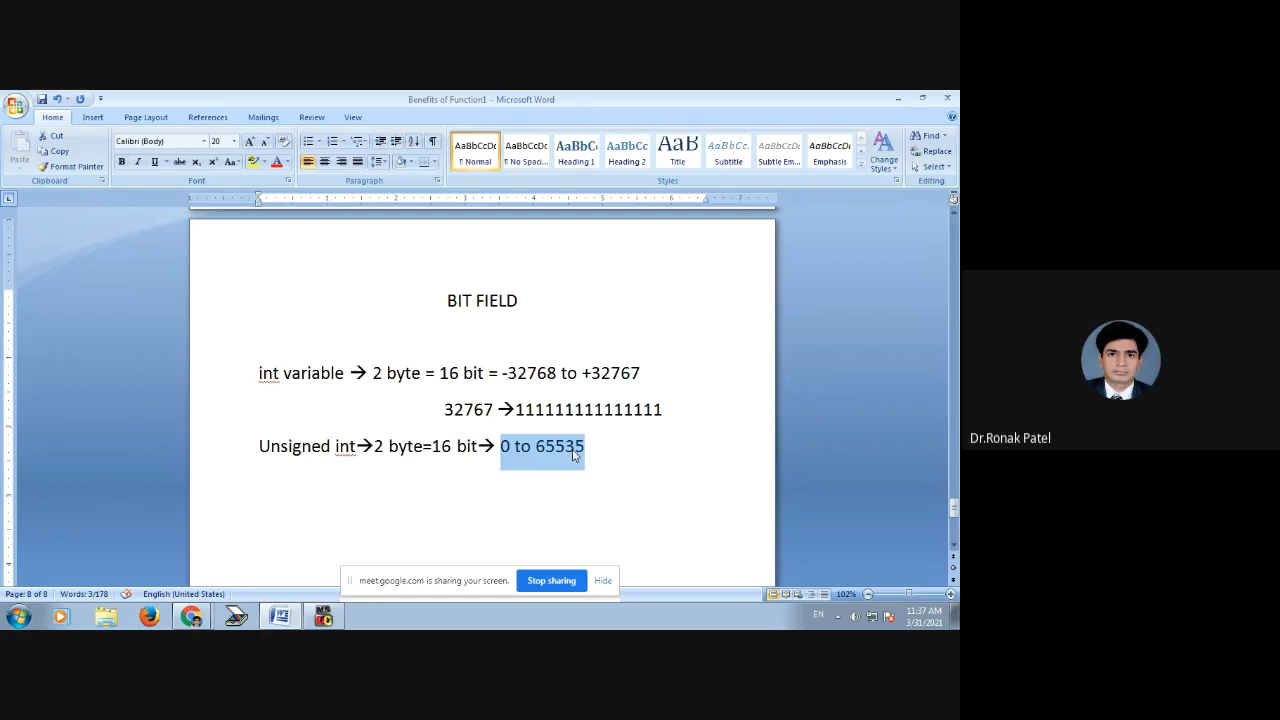 Benefits of Function1 - Microsoft Word
Home Insert Page Layout References Mailings Review View
Paste
Cut
Copy
Format Painter
Clipboard
Calibri (Body) 20
Font
Paragraph
AaBbCcDc AaBbCcDc AaBbCc AaBbCc AaB AaBbCcDc AaBbCcDc AaBbCcDc
¶ Normal ¶ No Spaci... Heading 1 Heading 2 Title Subtitle Subtle Em... Emphasis
Change Styles
Styles
Find
Replace
Select
Editing
BIT FIELD
int variable → 2 byte = 16 bit = -32768 to +32767
32767 →111111111111111
Unsigned int→2 byte=16 bit→ 0 to 65535
meet.google.com is sharing your screen. Stop sharing Hide
Page: 8 of 8 Words: 3/178 English (United States) 102%
EN 11:37 AM
3/31/2021
Dr.Ronak Patel